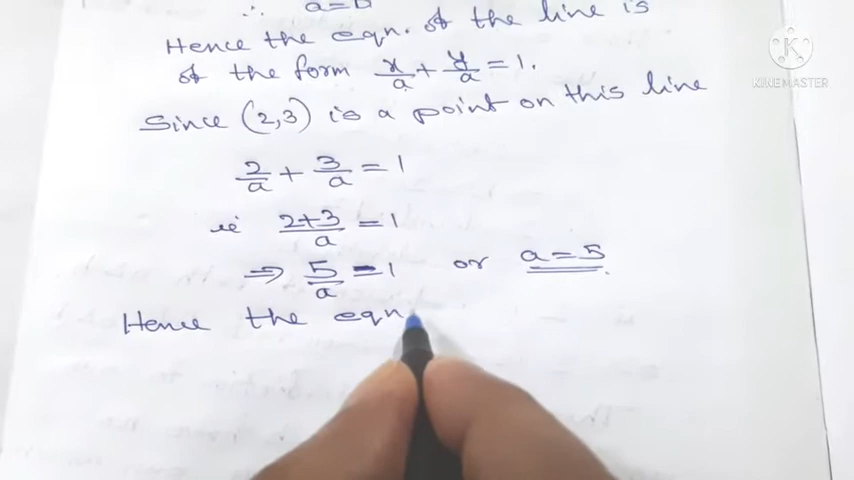 ∴ a=b
Hence the eqn. of the line is
of the form x/a + y/a = 1.
Since (2,3) is a point on this line
2/a + 3/a = 1
ie 2+3/a = 1
⇒ 5/a = 1 or a = 5
Hence the eqn
K
KINEMASTER